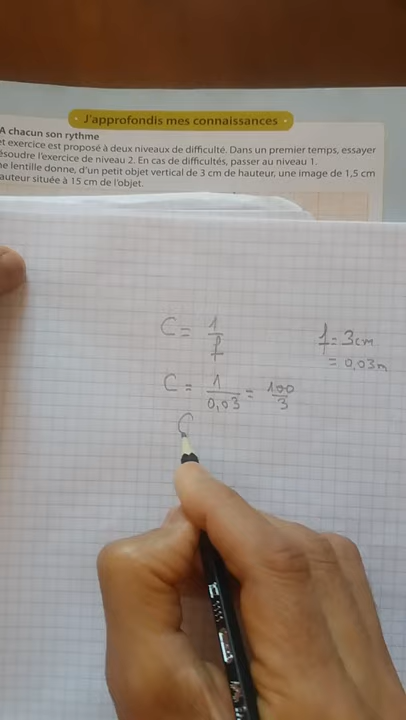 • J'approfondis mes connaissances •
A chacun son rythme
et exercice est proposé à deux niveaux de difficulté. Dans un premier temps, essayer
ésoudre l'exercice de niveau 2. En cas de difficultés, passer au niveau 1.
ne lentille donne, d'un petit objet vertical de 3 cm de hauteur, une image de 1,5 cm
auteur située à 15 cm de l'objet.
C = 1/f
f = 3cm
= 0,03m
C = 1/0,03 = 100/3
C